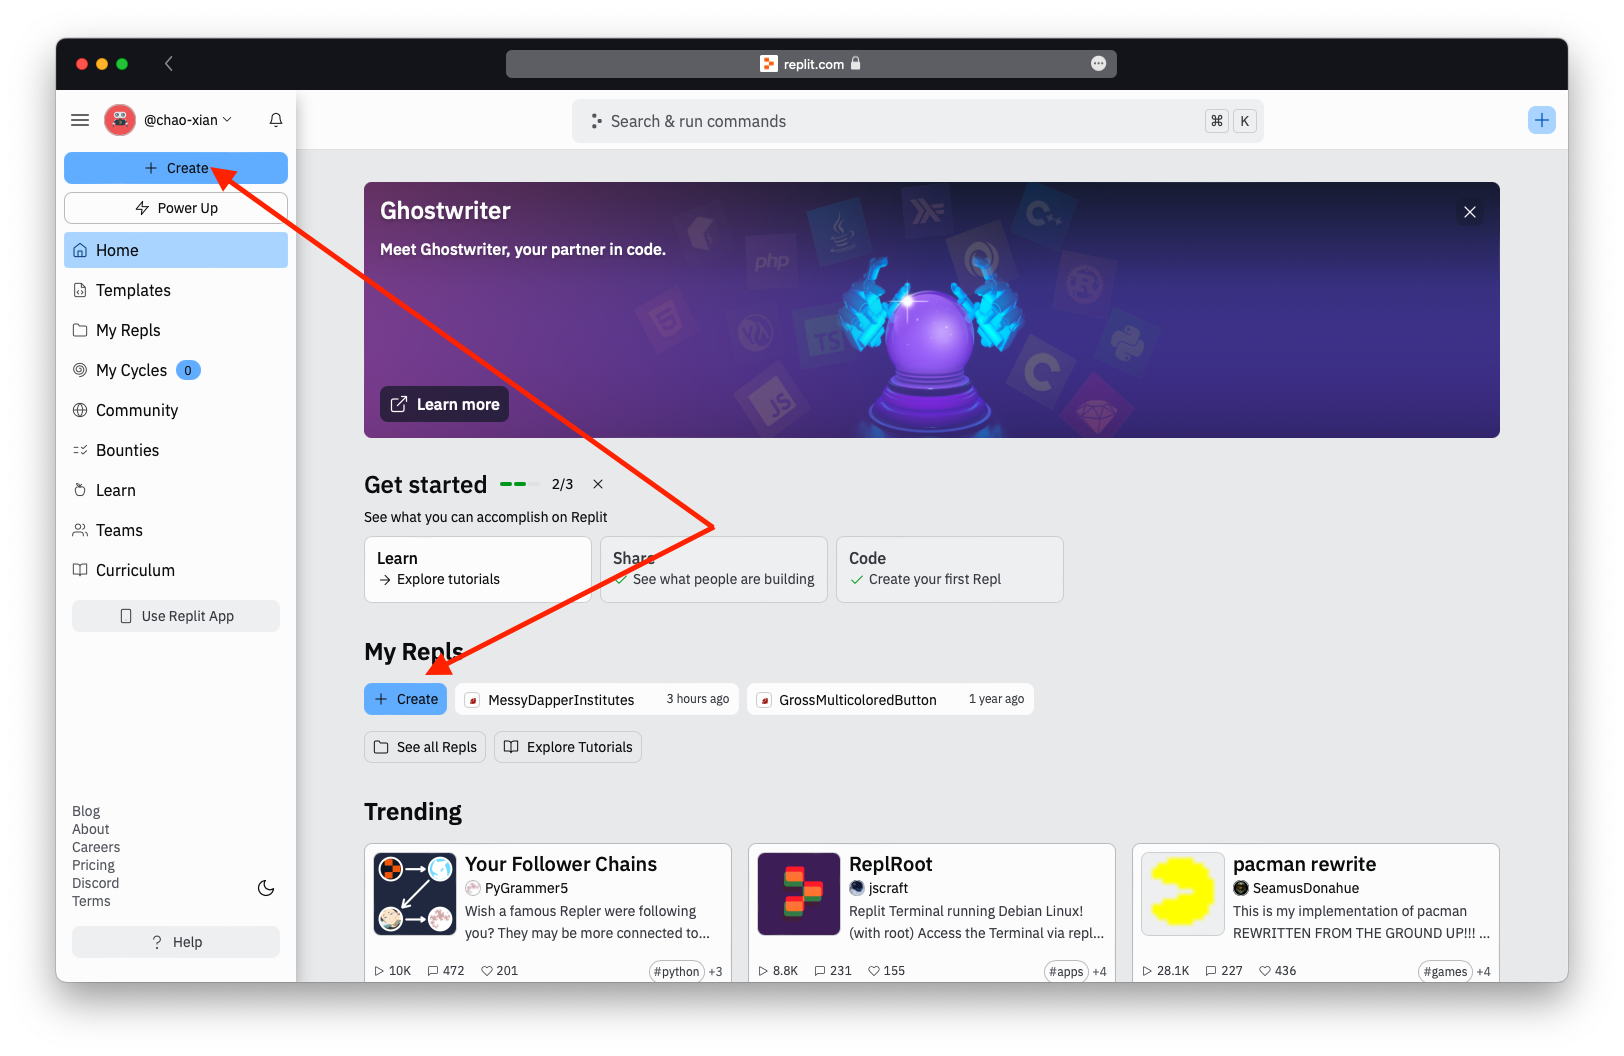 replit.com
@chao-xian
Search & run commands
⌘ K
+ Create
Power Up
Home
Templates
My Repls
My Cycles 0
Community
Bounties
Learn
Teams
Curriculum
Use Replit App
Blog
About
Careers
Pricing
Discord
Terms
? Help
Ghostwriter
Meet Ghostwriter, your partner in code.
php
TS
JS
Learn more
Get started 2/3
See what you can accomplish on Replit
Learn
→ Explore tutorials
Share
See what people are building
Code
Create your first Repl
My Repls
+ Create
MessyDapperInstitutes 3 hours ago
GrossMulticoloredButton 1 year ago
See all Repls
Explore Tutorials
Trending
Your Follower Chains
PyGrammer5
Wish a famous Repler were following
you? They may be more connected to...
10K 472 201 #python +3
ReplRoot
jscraft
Replit Terminal running Debian Linux!
(with root) Access the Terminal via repl...
8.8K 231 155 #apps +4
pacman rewrite
SeamusDonahue
This is my implementation of pacman
REWRITTEN FROM THE GROUND UP!!! ...
28.1K 227 436 #games +4